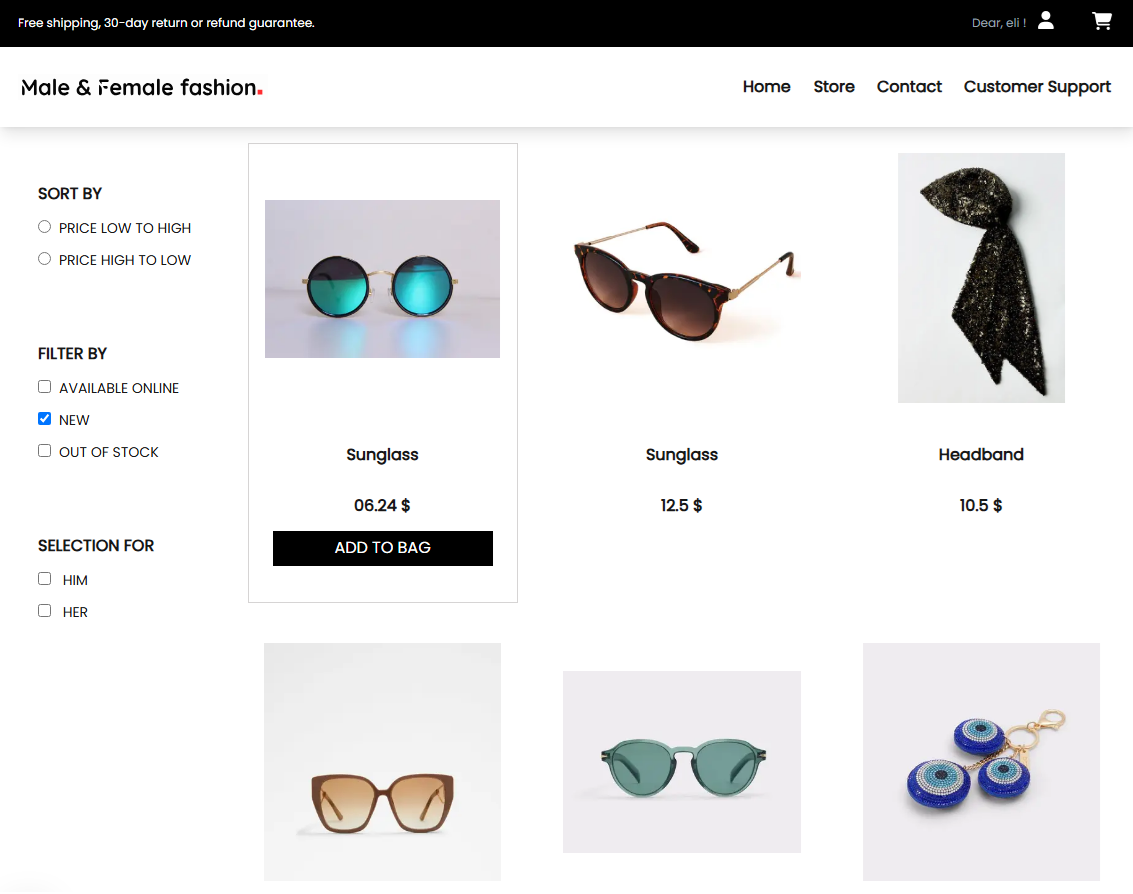 Free shipping, 30-day return or refund guarantee.
Dear, eli !
Male & Female fashion.
Home
Store
Contact
Customer Support
SORT BY
PRICE LOW TO HIGH
PRICE HIGH TO LOW
FILTER BY
AVAILABLE ONLINE
NEW
OUT OF STOCK
SELECTION FOR
HIM
HER
Sunglass
06.24 $
ADD TO BAG
Sunglass
12.5 $
Headband
10.5 $